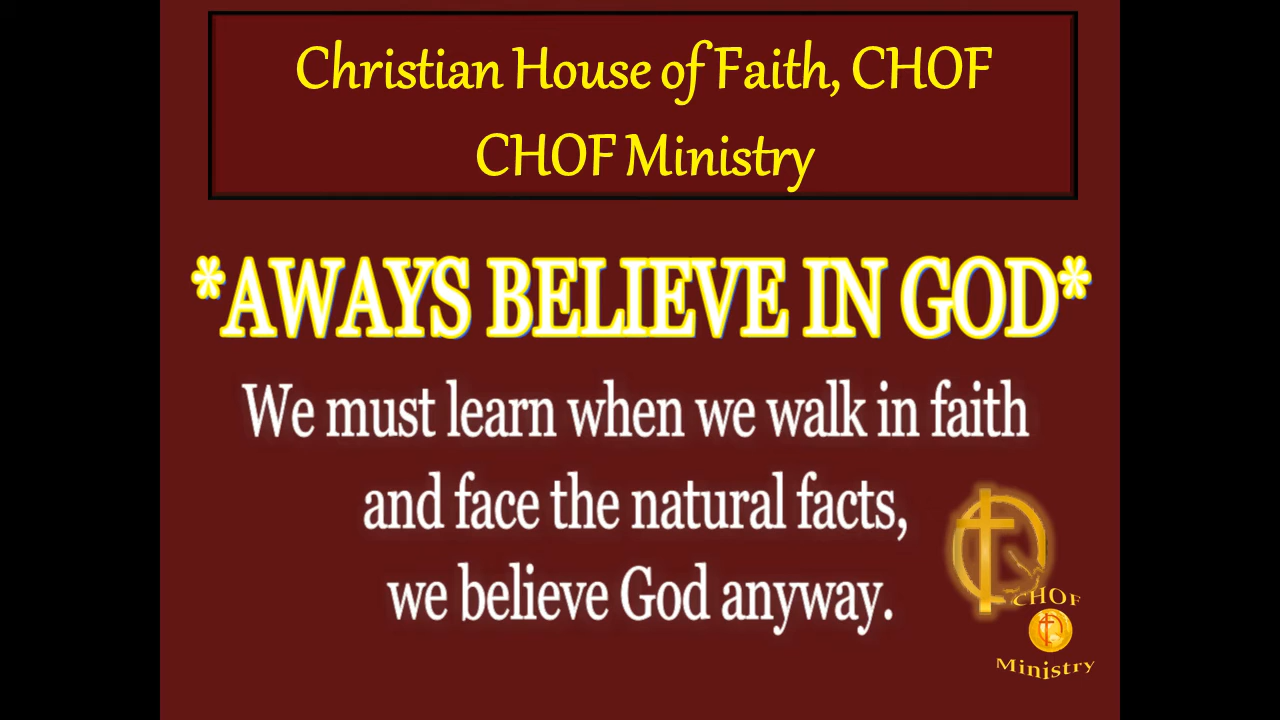 Christian House of Faith, CHOF
CHOF Ministry
*AWAYS BELIEVE IN GOD*
We must learn when we walk in faith
and face the natural facts,
we believe God anyway.
CHOF
Ministry